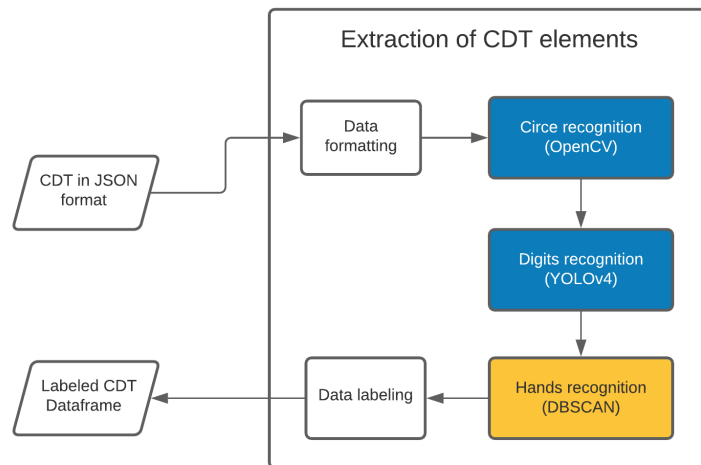 Extraction of CDT elements
CDT in JSON
format
Data
formatting
Circe recognition
(OpenCV)
Digits recognition
(YOLOv4)
Hands recognition
(DBSCAN)
Data labeling
Labeled CDT
Dataframe